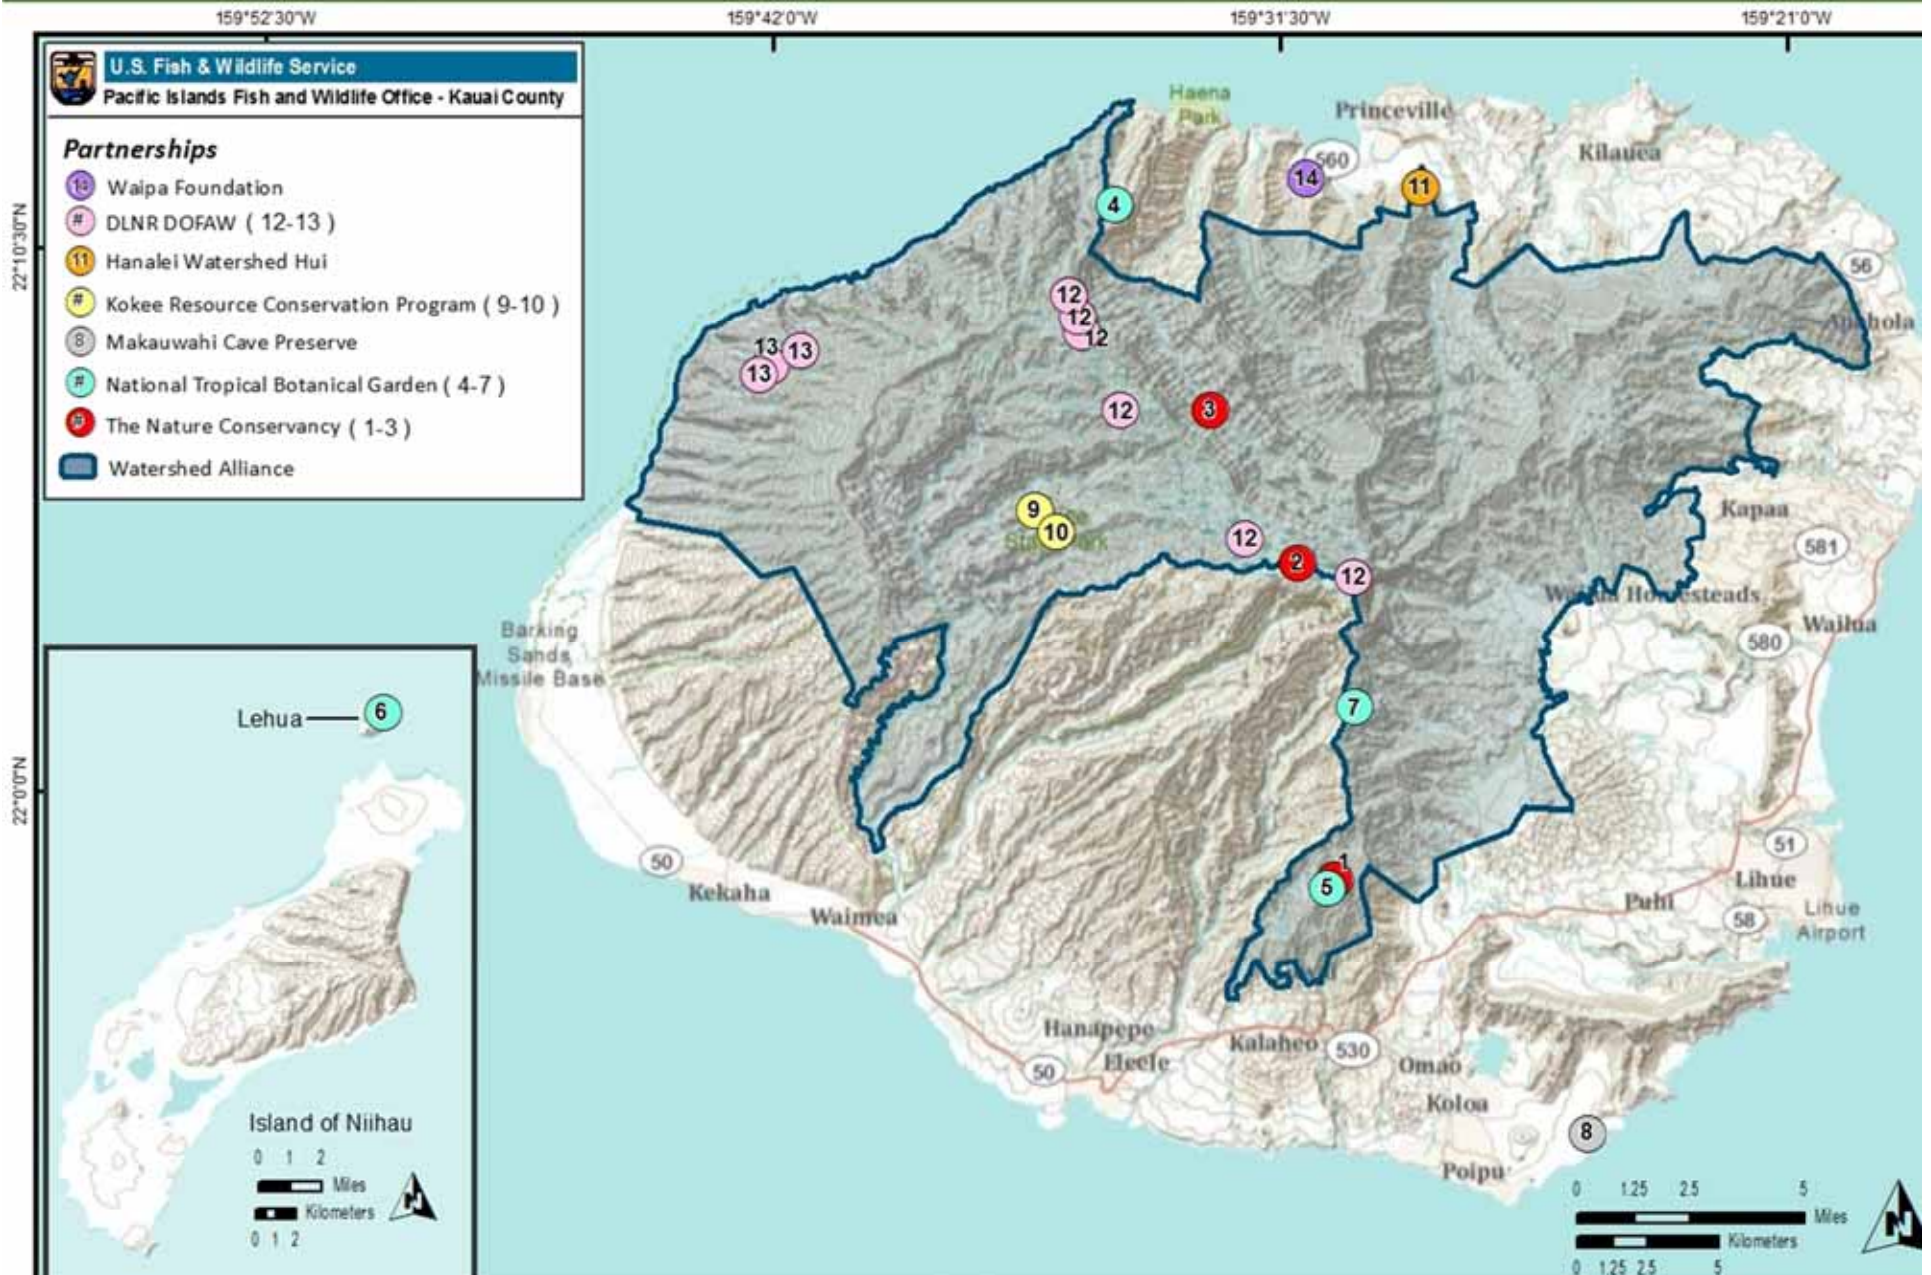 159°52'30"W
159°42'0"W
159°31'30"W
159°21'0"W
22°10'30"N
22°0'0"N
U.S. Fish & Wildlife Service
Pacific Islands Fish and Wildlife Office - Kauai County
Partnerships
Waipa Foundation
# DLNR DOFAW ( 12-13 )
11 Hanalei Watershed Hui
# Kokee Resource Conservation Program ( 9-10 )
8 Makauwahi Cave Preserve
# National Tropical Botanical Garden ( 4-7 )
# The Nature Conservancy ( 1-3 )
Watershed Alliance
Haena
Park
Princeville
560
Kilauea
14
11
4
56
12
12
12
13
13
13
12
3
Kapaa
9
10
581
12
2
12
Homesteads
Wailua
580
Barking
Sands
Missile Base
7
50
Kekaha
Waimea
1
5
51
Lihue
Puhi
58
Lihue
Airport
Hanapepe
Eleele
50
Kalaheo
530
Omao
Koloa
8
Poipu
Lehua
6
Island of Niihau
0 1 2
Miles
Kilometers
0 1 2
N
0 1.25 2.5 5
Miles
Kilometers
0 1.25 2.5 5
N